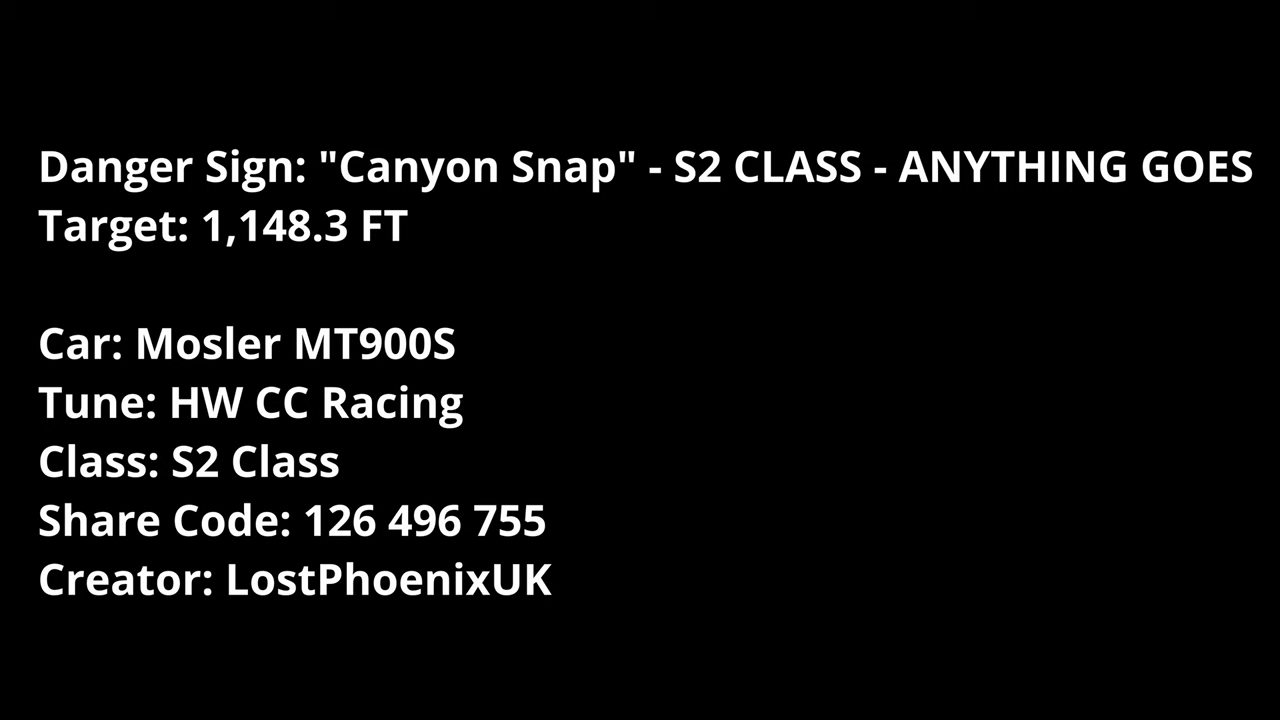 Danger Sign: "Canyon Snap" - S2 CLASS - ANYTHING GOES
Target: 1,148.3 FT
Car: Mosler MT900S
Tune: HW CC Racing
Class: S2 Class
Share Code: 126 496 755
Creator: LostPhoenixUK